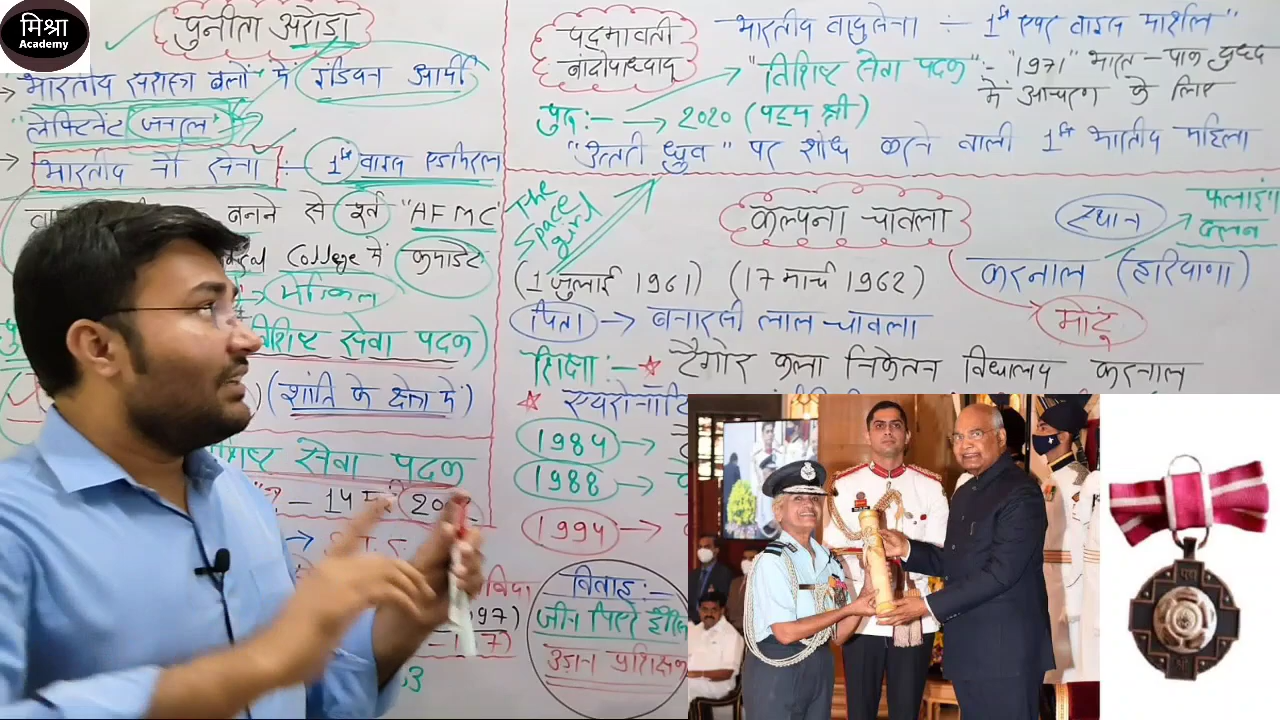 मिश्रा
Academy
पुनीता अरोड़ा
भारतीय सशस्त्र बलों में इंडियन आर्मी
"लेफ्टिनेंट जनरल"
भारतीय नौ सेना :- 1st वाइस एडमिरल
बनने से पूर्व "AFMC"
College में कमांडेंट
मेडिकल
विशिष्ट सेवा पदक)
(शांति के क्षेत्र में)
सेवा पदक
पद्मावती
बंदोपाध्याय
भारतीय वायुसेना :- 1st एयर वाइस मार्शल"
"विशिष्ट सेवा पदक" :- "1971" भारत-पाक युद्ध
में आचरण के लिए
पुर:- → 2020 (पद्म श्री)
"उत्तरी ध्रुव" पर शोध करने वाली 1st भारतीय महिला
The
Space
girl
कल्पना चावला
स्थान
फ्लाइंग
(1 जुलाई 1961) (17 मार्च 1962)
करनाल (हरियाणा)
मोंटू
पिता → बनारसी लाल चावला
शिक्षा:- टैगोर कला निकेतन विद्यालय करनाल
1984 →
1988 →
1994 →
विवाह:-
जीन पियरे
उड़ान प्रशिक्षक